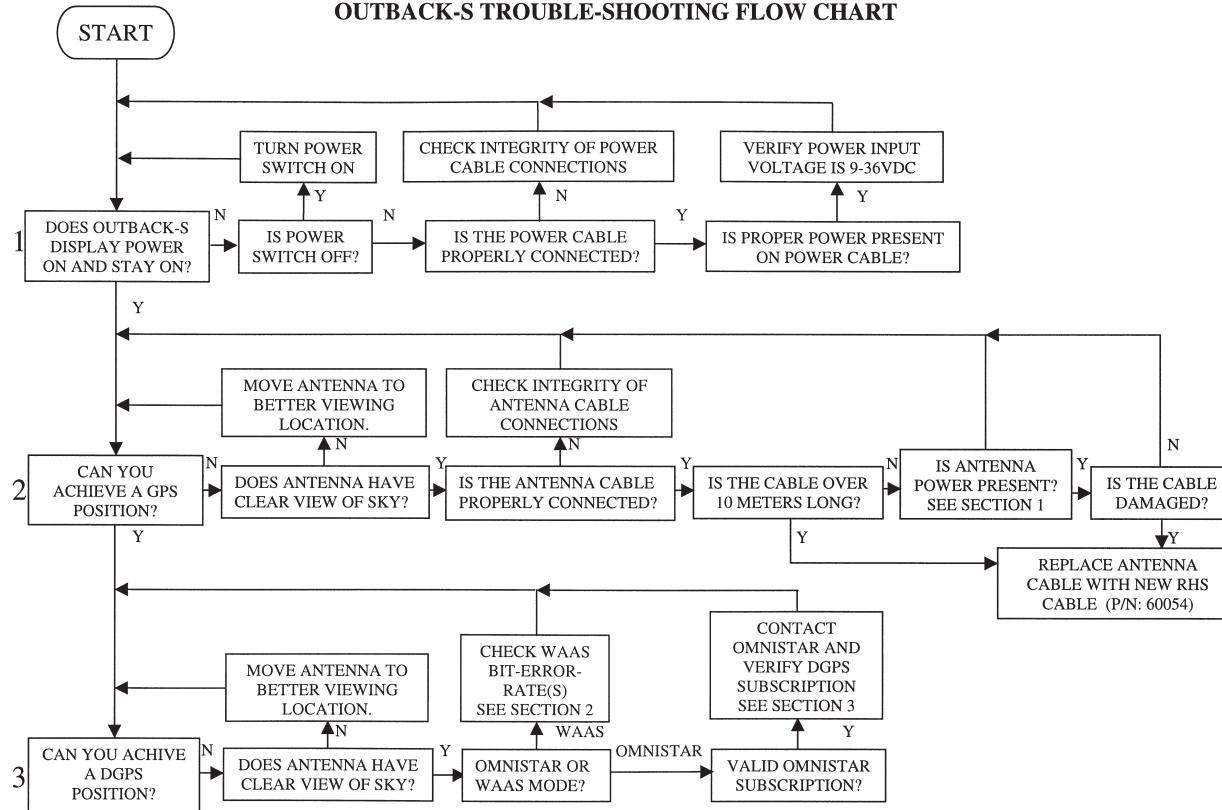 OUTBACK-S TROUBLE-SHOOTING FLOW CHART
START
TURN POWER
SWITCH ON
CHECK INTEGRITY OF POWER
CABLE CONNECTIONS
VERIFY POWER INPUT
VOLTAGE IS 9-36VDC
Y
N
Y
1
DOES OUTBACK-S
DISPLAY POWER
ON AND STAY ON?
N
IS POWER
SWITCH OFF?
N
IS THE POWER CABLE
PROPERLY CONNECTED?
Y
IS PROPER POWER PRESENT
ON POWER CABLE?
Y
MOVE ANTENNA TO
BETTER VIEWING
LOCATION.
CHECK INTEGRITY OF
ANTENNA CABLE
CONNECTIONS
N
N
N
2
CAN YOU
ACHIEVE A GPS
POSITION?
N
DOES ANTENNA HAVE
CLEAR VIEW OF SKY?
Y
IS THE ANTENNA CABLE
PROPERLY CONNECTED?
Y
IS THE CABLE OVER
10 METERS LONG?
N
IS ANTENNA
POWER PRESENT?
SEE SECTION 1
Y
IS THE CABLE
DAMAGED?
Y
Y
Y
REPLACE ANTENNA
CABLE WITH NEW RHS
CABLE (P/N: 60054)
MOVE ANTENNA TO
BETTER VIEWING
LOCATION.
CHECK WAAS
BIT-ERROR-
RATE(S)
SEE SECTION 2
CONTACT
OMNISTAR AND
VERIFY DGPS
SUBSCRIPTION
SEE SECTION 3
N
WAAS
Y
3
CAN YOU ACHIVE
A DGPS
POSITION?
N
DOES ANTENNA HAVE
CLEAR VIEW OF SKY?
Y
OMNISTAR OR
WAAS MODE?
OMNISTAR
VALID OMNISTAR
SUBSCRIPTION?